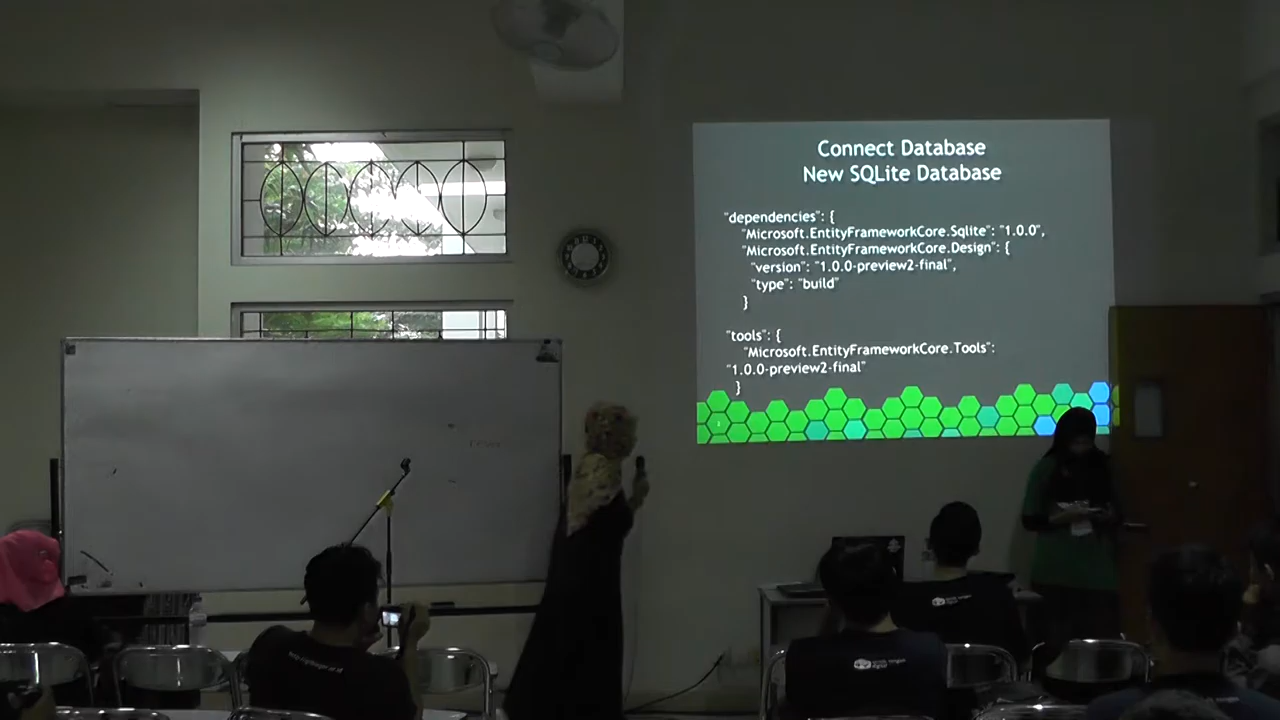 Connect Database
New SQLite Database
"dependencies": {
"Microsoft.EntityFrameworkCore.Sqlite": "1.0.0",
"Microsoft.EntityFrameworkCore.Design": {
"version": "1.0.0-preview2-final",
"type": "build"
}
"tools": {
"Microsoft.EntityFrameworkCore.Tools":
"1.0.0-preview2-final"
}